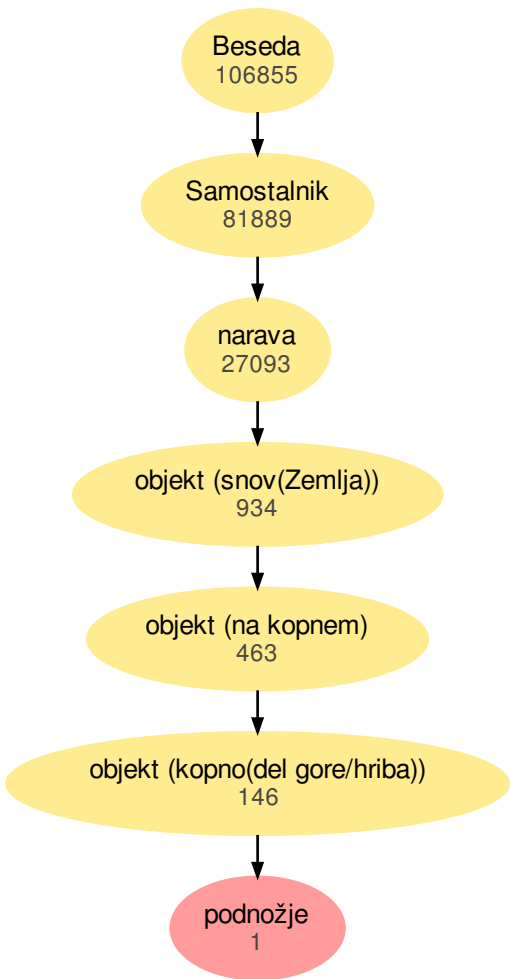 Beseda
106855
Samostalnik
81889
narava
27093
objekt (snov(Zemlja))
934
objekt (na kopnem)
463
objekt (kopno(del gore/hriba))
146
podnožje
1